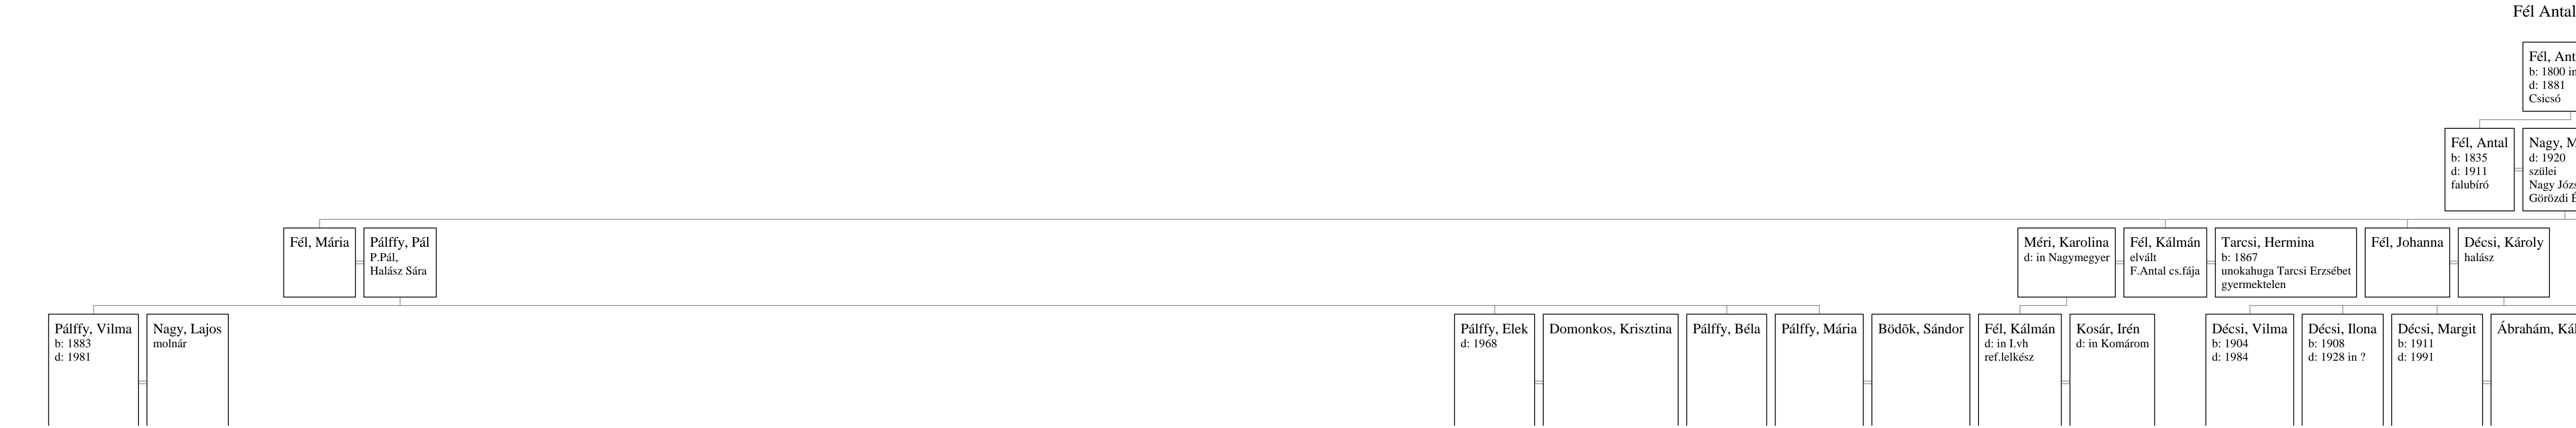 Fél Antal
Fél, Ant
b: 1800 in
d: 1881
Csicsó
Fél, Antal
b: 1835
d: 1911
falubíró
Nagy, M
d: 1920
szülei
Nagy Józs
Görözdi É
Fél, Mária
Pálffy, Pál
P.Pál,
Halász Sára
Méri, Karolina
d: in Nagymegyer
Fél, Kálmán
elvált
F.Antal cs.fája
Tarcsi, Hermina
b: 1867
unokahuga Tarcsi Erzsébet
gyermektelen
Fél, Johanna
Décsi, Károly
halász
Pálffy, Vilma
b: 1883
d: 1981
Nagy, Lajos
molnár
Pálffy, Elek
d: 1968
Domonkos, Krisztina
Pálffy, Béla
Pálffy, Mária
Bödõk, Sándor
Fél, Kálmán
d: in I.vh
ref.lelkész
Kosár, Irén
d: in Komárom
Décsi, Vilma
b: 1904
d: 1984
Décsi, Ilona
b: 1908
d: 1928 in ?
Décsi, Margit
b: 1911
d: 1991
Ábrahám, Kál